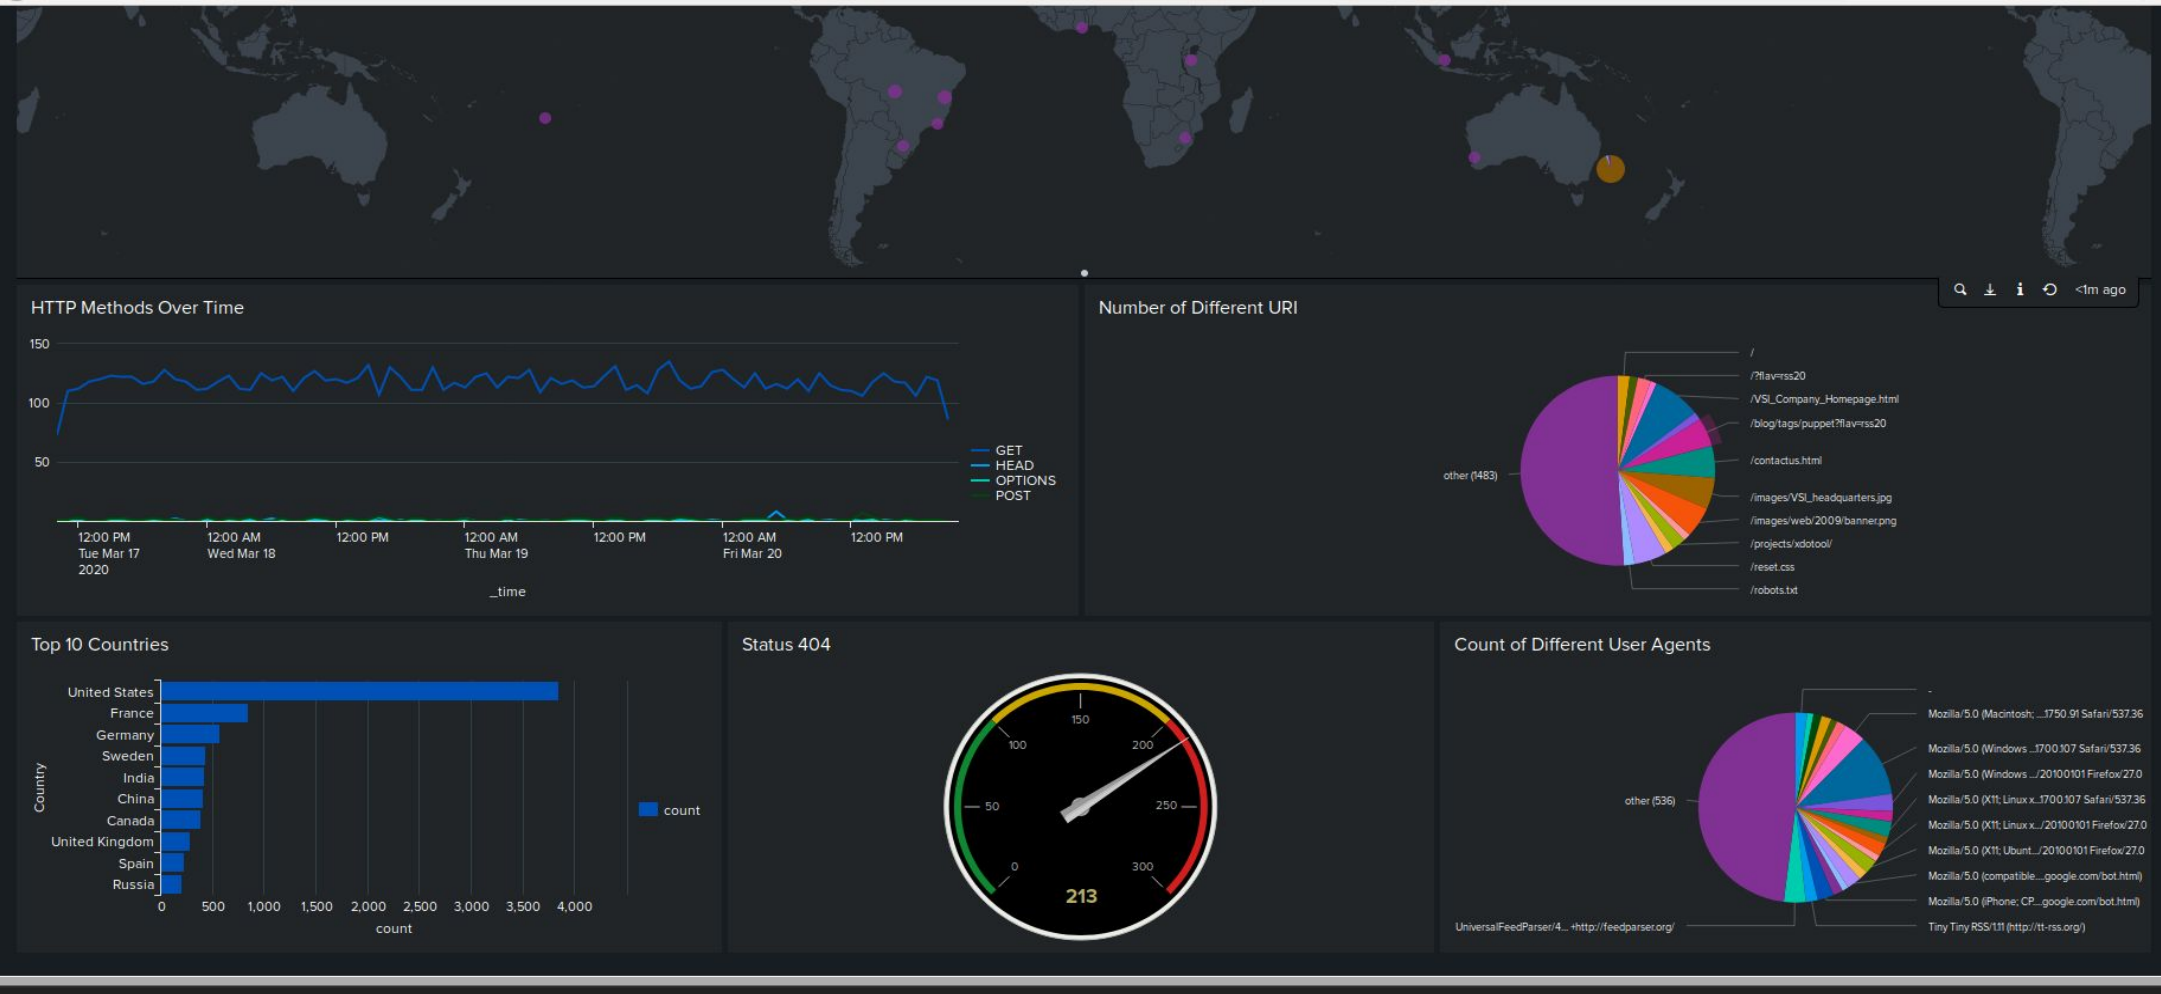 <1m ago
HTTP Methods Over Time
150
100
50
GET
HEAD
OPTIONS
POST
12:00 PM
Tue Mar 17
2020
12:00 AM
Wed Mar 18
12:00 PM
12:00 AM
Thu Mar 19
12:00 PM
12:00 AM
Fri Mar 20
12:00 PM
_time
Number of Different URI
/
/?flav=rss20
/VSI_Company_Homepage.html
/blog/tags/puppet?flav=rss20
/contactus.html
/images/VSI_headquarters.jpg
/images/web/2009/banner.png
/projects/xdotool/
/reset.css
/robots.txt
other (1483)
Top 10 Countries
Country
United States
France
Germany
Sweden
India
China
Canada
United Kingdom
Spain
Russia
0 500 1,000 1,500 2,000 2,500 3,000 3,500 4,000
count
count
Status 404
0
50
100
150
200
250
300
213
Count of Different User Agents
-
Mozilla/5.0 (Macintosh; ...1750.91 Safari/537.36
Mozilla/5.0 (Windows ...1700.107 Safari/537.36
Mozilla/5.0 (Windows .../20100101 Firefox/27.0
Mozilla/5.0 (X11; Linux x...1700.107 Safari/537.36
Mozilla/5.0 (X11; Linux x.../20100101 Firefox/27.0
Mozilla/5.0 (X11; Ubunt.../20100101 Firefox/27.0
Mozilla/5.0 (compatible...google.com/bot.html)
Mozilla/5.0 (iPhone; CP...google.com/bot.html)
Tiny Tiny RSS/1.11 (http://tt-rss.org/)
other (536)
UniversalFeedParser/4... +http://feedparser.org/